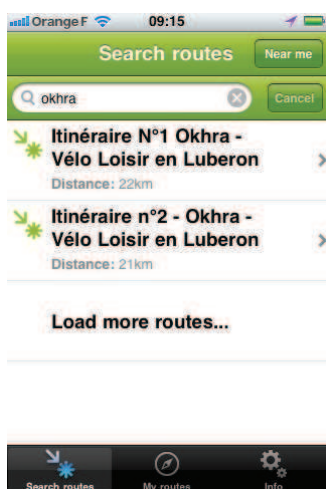 Orange F 09:15
Search routes Near me
okhra Cancel
Itinéraire N°1 Okhra -
Vélo Loisir en Luberon
Distance: 22km
Itinéraire n°2 - Okhra -
Vélo Loisir en Luberon
Distance: 21km
Load more routes...
Search routes My routes Info